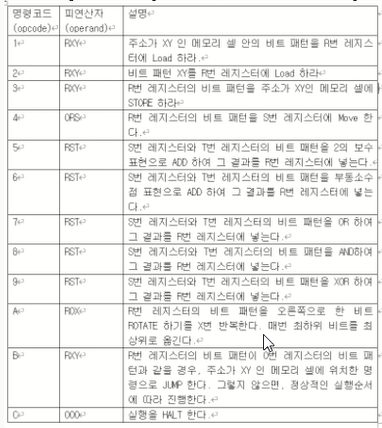 명령코드 피연산자 설명
(opcode) (operand)
1 RXY 주소가 XY 인 메모리 셀 안의 비트 패턴을 R번 레지스
터에 Load 하라.
2 RXY 비트 패턴 XY를 R번 레지스터에 Load 하라
3 RXY R번 레지스터의 비트 패턴을 주소가 XY인 메모리 셀에
STORE 하라
4 0RS R번 레지스터의 비트 패턴을 S번 레지스터에 Move 한
다.
5 RST S번 레지스터와 T번 레지스터의 비트 패턴을 2의 보수
표현으로 ADD 하여 그 결과를 R번 레지스터에 넣는다.
6 RST S번 레지스터와 T번 레지스터의 비트 패턴을 부동소수
점 표현으로 ADD 하여 그 결과를 R번 레지스터에 넣는
다.
7 RST S번 레지스터와 T번 레지스터의 비트 패턴을 OR 하여
그 결과를 R번 레지스터에 넣는다.
8 RST S번 레지스터와 T번 레지스터의 비트 패턴을 AND하여
그 결과를 R번 레지스터에 넣는다.
9 RST S번 레지스터와 T번 레지스터의 비트 패턴을 XOR 하여
그 결과를 R번 레지스터에 넣는다.
A R0X R번 레지스터의 비트 패턴을 오른쪽으로 한 비트
ROTATE 하기를 X번 반복한다. 매번 최하위 비트를 최
상위로 옮긴다.
B RXY R번 레지스터의 비트 패턴이 0번 레지스터의 비트 패
턴과 같을 경우, 주소가 XY 인 메모리 셀에 위치한 명
령으로 JUMP 한다. 그렇지 않으면, 정상적인 실행순서
에 따라 진행한다.
C 000 실행을 HALT 한다.